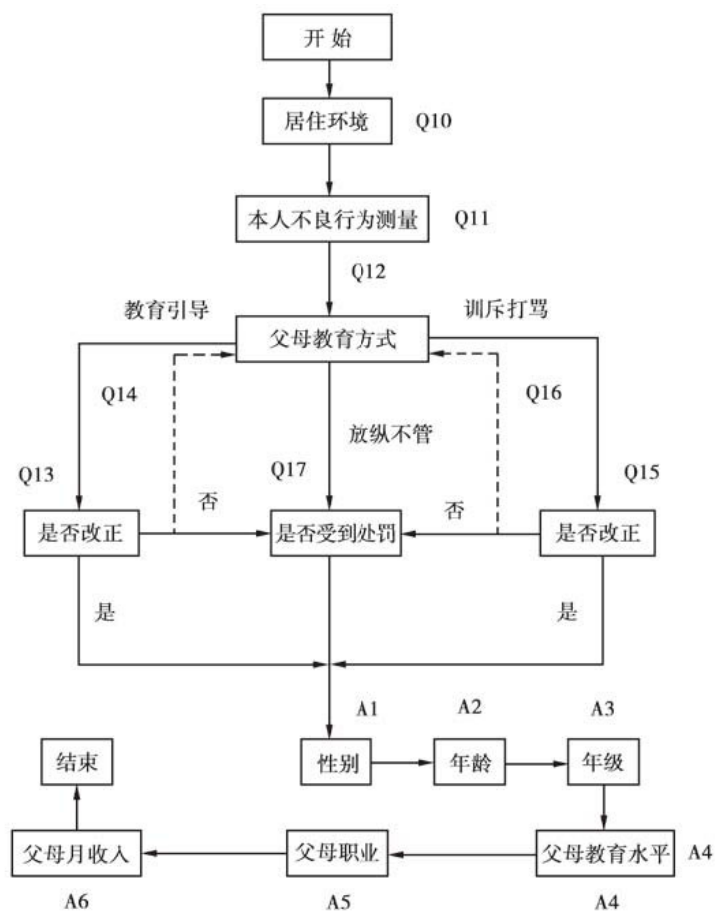 开始
居住环境 Q10
本人不良行为测量 Q11
Q12
教育引导 训斥打骂
父母教育方式
Q14 Q16
放纵不管
Q13 Q17 Q15
否 否
是否改正 是否受到处罚 是否改正
是 是
A1 A2 A3
结束 性别 年龄 年级
父母月收入 父母职业 父母教育水平 A4
A6 A5 A4